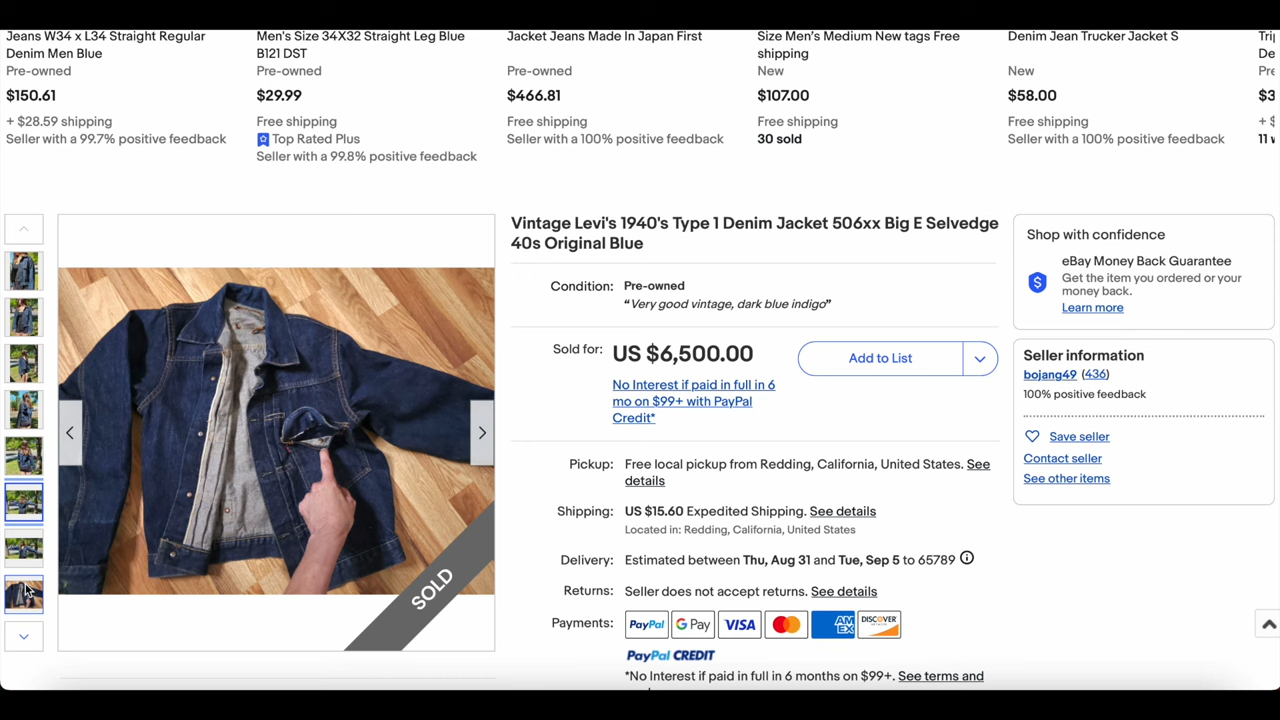 Jeans W34 x L34 Straight Regular
Denim Men Blue
Pre-owned
$150.61
+ $28.59 shipping
Seller with a 99.7% positive feedback
Men's Size 34X32 Straight Leg Blue
B121 DST
Pre-owned
$29.99
Free shipping
Top Rated Plus
Seller with a 99.8% positive feedback
Jacket Jeans Made In Japan First
Pre-owned
$466.81
Free shipping
Seller with a 100% positive feedback
Size Men's Medium New tags Free
shipping
New
$107.00
Free shipping
30 sold
Denim Jean Trucker Jacket S
New
$58.00
Free shipping
Seller with a 100% positive feedback
SOLD
Vintage Levi's 1940's Type 1 Denim Jacket 506xx Big E Selvedge
40s Original Blue
Condition: Pre-owned
“Very good vintage, dark blue indigo”
Sold for: US $6,500.00
Add to List
No Interest if paid in full in 6
mo on $99+ with PayPal
Credit*
Pickup: Free local pickup from Redding, California, United States. See
details
Shipping: US $15.60 Expedited Shipping. See details
Located in: Redding, California, United States
Delivery: Estimated between Thu, Aug 31 and Tue, Sep 5 to 65789
Returns: Seller does not accept returns. See details
Payments: PayPal G Pay VISA MasterCard AM EX DISCOVER
PayPal CREDIT
*No Interest if paid in full in 6 months on $99+. See terms and
Shop with confidence
eBay Money Back Guarantee
Get the item you ordered or your
money back.
Learn more
Seller information
bojang49 (436)
100% positive feedback
Save seller
Contact seller
See other items